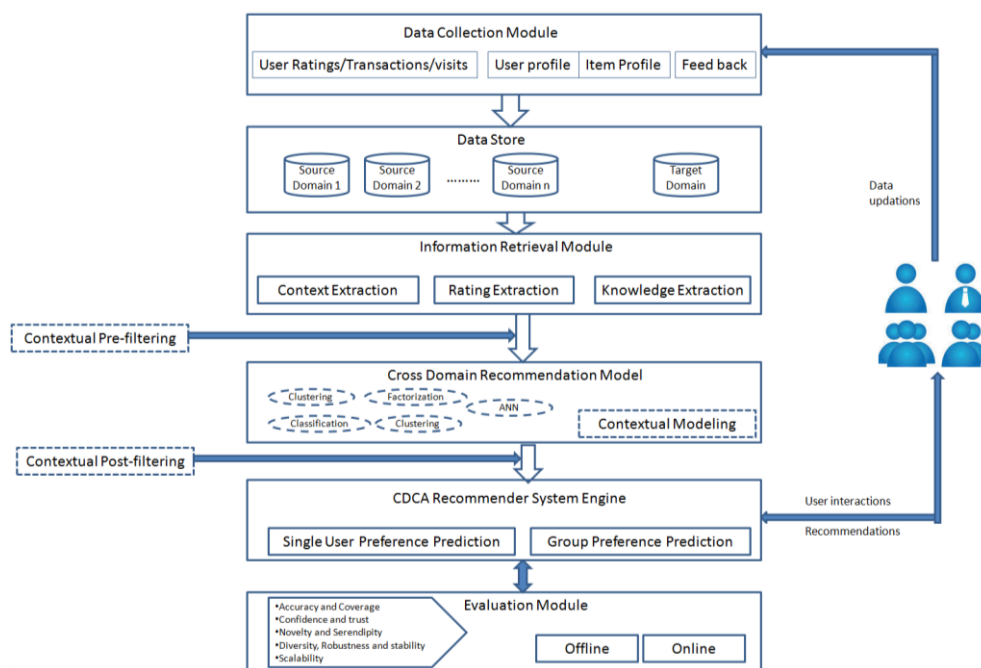 Data Collection Module
User Ratings/Transactions/visits
User profile
Item Profile
Feed back
Data Store
Source
Domain 1
Source
Domain 2
.........
Source
Domain n
Target
Domain
Data
updations
Information Retrieval Module
Context Extraction
Rating Extraction
Knowledge Extraction
Contextual Pre-filtering
Cross Domain Recommendation Model
Clustering
Factorization
ANN
Classification
Clustering
Contextual Modeling
Contextual Post-filtering
CDCA Recommender System Engine
Single User Preference Prediction
Group Preference Prediction
User interactions
Recommendations
Evaluation Module
•Accuracy and Coverage
•Confidence and trust
•Novelty and Serendipity
•Diversity, Robustness and stability
•Scalability
Offline
Online